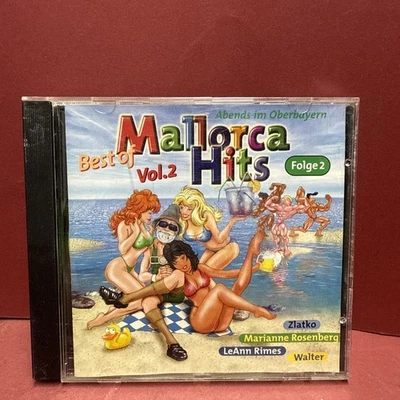 Abends im Oberbayern
Best of
Mallorca
Vol.2
Hits
Folge 2
Zlatko
Marianne Rosenberg
LeAnn Rimes
Walter